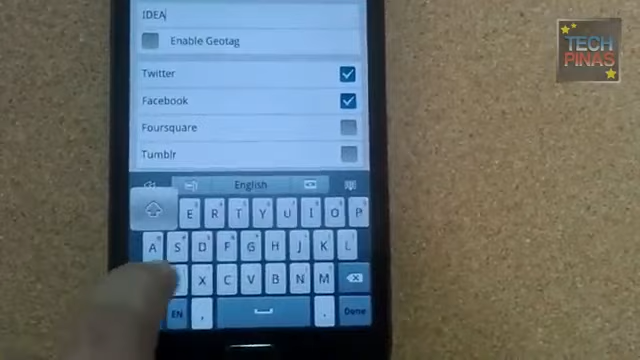 IDEA
Enable Geotag
Twitter
Facebook
Foursquare
Tumblr
English
E R T Y U I O P
A S D F G H J K L
X C V B N M
EN , . Done
TECH
PINAS